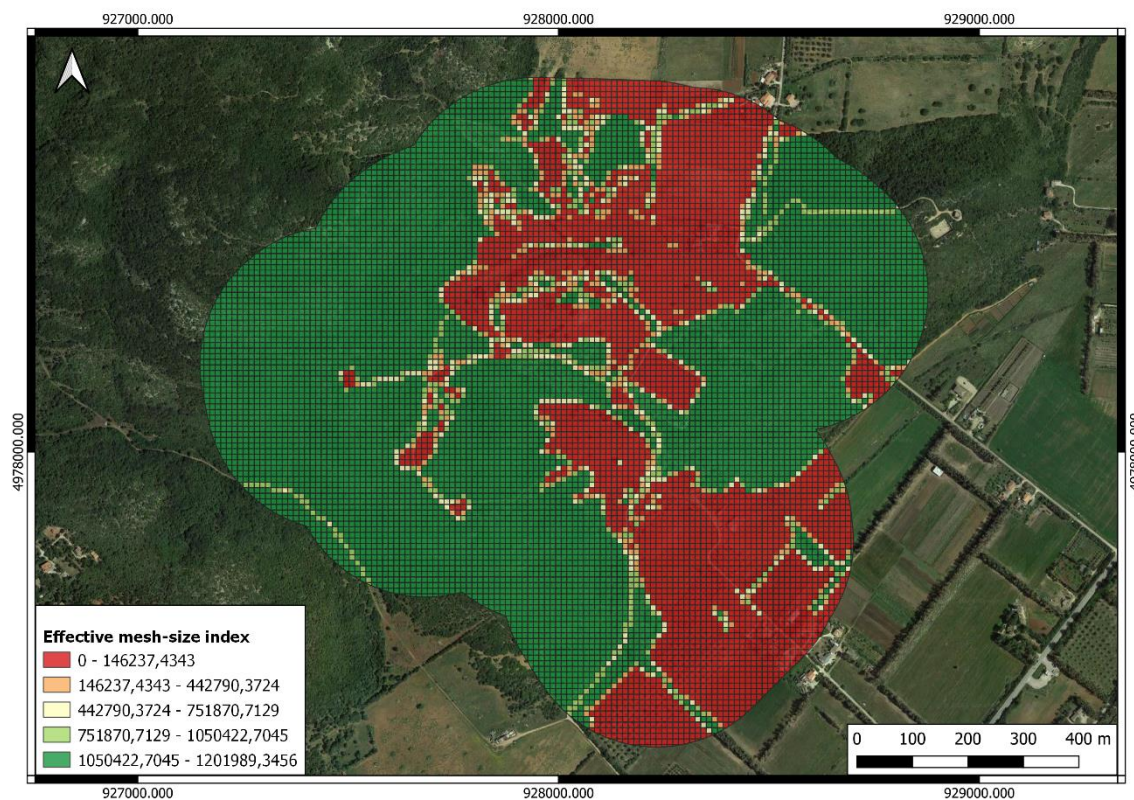 927000.000 928000.000 929000.000
4978000.000 4978000.000
Effective mesh-size index
0 - 146237,4343
146237,4343 - 442790,3724
442790,3724 - 751870,7129
751870,7129 - 1050422,7045
1050422,7045 - 1201989,3456
0 100 200 300 400 m
927000.000 928000.000 929000.000